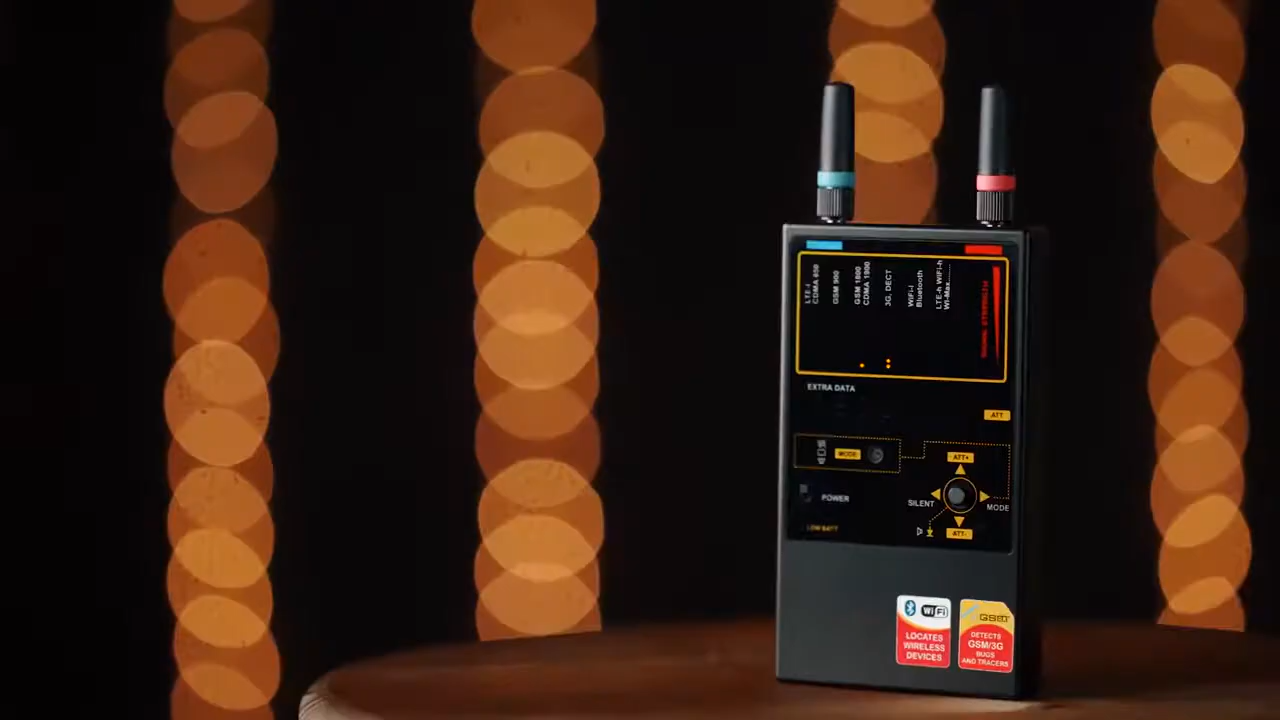 LTE-l
CDMA 850
GSM 900
GSM 1800
CDMA 1900
3G, DECT
WiFi-l
Bluetooth
LTE-h WiFi-h
Wi-Max........
SIGNAL STRENGTH
EXTRA DATA
ATT
MODE
ATT+
POWER
SILENT
MODE
LOW BATT
ATT-
WiFi
LOCATES
WIRELESS
DEVICES
GSM
DETECTS
GSM/3G
BUGS
AND TRACERS